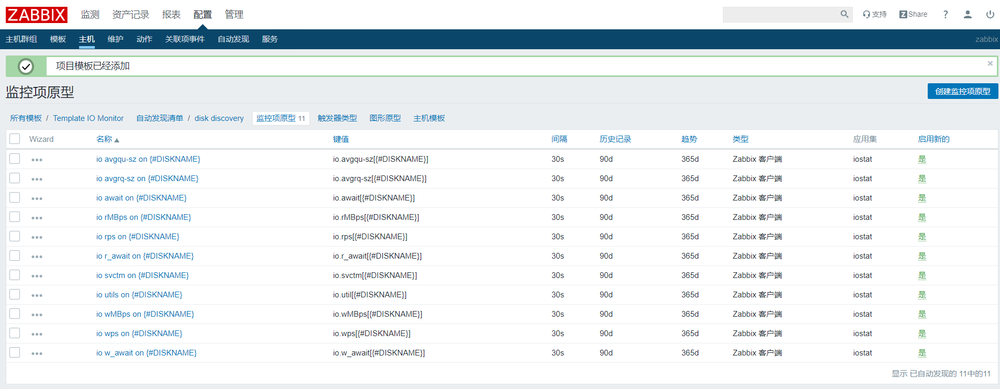 ZABBIX 监测 资产记录 报表 配置 管理 支持 Z Share ?
主机群组 模板 主机 维护 动作 关联项事件 自动发现 服务 zabbix
项目模板已经添加
监控项原型 创建监控项原型
所有模板 / Template IO Monitor 自动发现清单 / disk discovery 监控项原型 11 触发器类型 图形原型 主机模板
Wizard 名称 键值 间隔 历史记录 趋势 类型 应用集 启用新的
io avgqu-sz on {#DISKNAME} io.avgqu-sz[{#DISKNAME}] 30s 90d 365d Zabbix 客户端 iostat 是
io avgrq-sz on {#DISKNAME} io.avgrq-sz[{#DISKNAME}] 30s 90d 365d Zabbix 客户端 iostat 是
io await on {#DISKNAME} io.await[{#DISKNAME}] 30s 90d 365d Zabbix 客户端 iostat 是
io rMBps on {#DISKNAME} io.rMBps[{#DISKNAME}] 30s 90d 365d Zabbix 客户端 iostat 是
io rps on {#DISKNAME} io.rps[{#DISKNAME}] 30s 90d 365d Zabbix 客户端 iostat 是
io r_await on {#DISKNAME} io.r_await[{#DISKNAME}] 30s 90d 365d Zabbix 客户端 iostat 是
io svctm on {#DISKNAME} io.svctm[{#DISKNAME}] 30s 90d 365d Zabbix 客户端 iostat 是
io utils on {#DISKNAME} io.util[{#DISKNAME}] 30s 90d 365d Zabbix 客户端 iostat 是
io wMBps on {#DISKNAME} io.wMBps[{#DISKNAME}] 30s 90d 365d Zabbix 客户端 iostat 是
io wps on {#DISKNAME} io.wps[{#DISKNAME}] 30s 90d 365d Zabbix 客户端 iostat 是
io w_await on {#DISKNAME} io.w_await[{#DISKNAME}] 30s 90d 365d Zabbix 客户端 iostat 是
显示 已自动发现的 11中的11